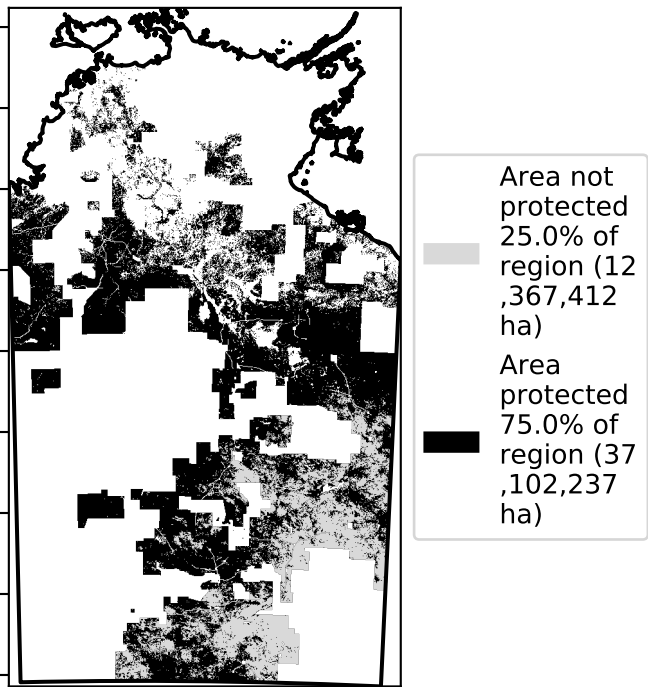 Area not
protected
25.0% of
region (12
,367,412
ha)
Area
protected
75.0% of
region (37
,102,237
ha)